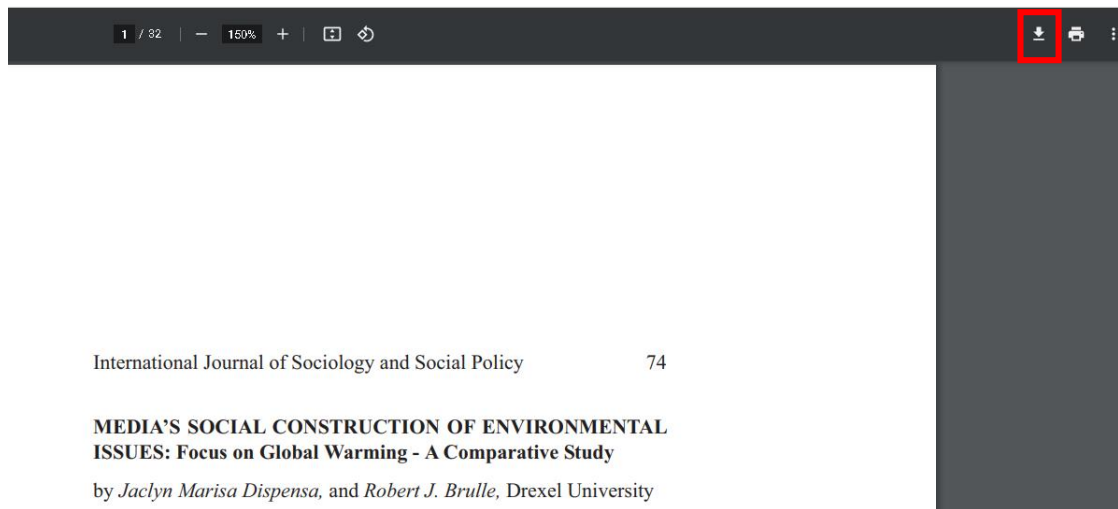 1 / 32 | − 150% + |
International Journal of Sociology and Social Policy 74
MEDIA’S SOCIAL CONSTRUCTION OF ENVIRONMENTAL
ISSUES: Focus on Global Warming - A Comparative Study
by Jaclyn Marisa Dispensa, and Robert J. Brulle, Drexel University